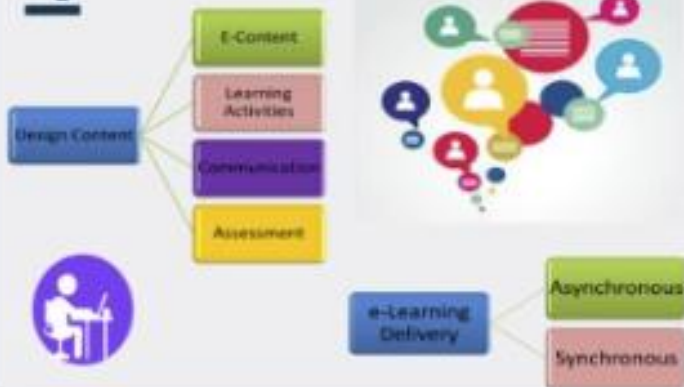 E-Content
Learning
Activities
Design Content
Communication
Assessment
e-Learning
Delivery
Asynchronous
Synchronous